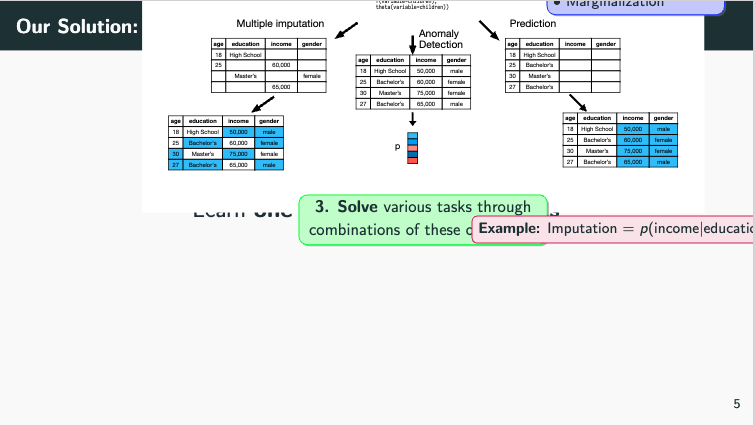 Our Solution:
• Marginalization
theta(variable=children)}
Multiple imputation
Prediction
Anomaly
Detection
age education income gender
18 High School
25 60,000
Master's female
65,000
age education income gender
18 High School 50,000 male
25 Bachelor's 60,000 female
30 Master's 75,000 female
27 Bachelor's 65,000 male
age education income gender
18 High School
25 Bachelor's
30 Master's
27 Bachelor's
age education income gender
18 High School 50,000 male
25 Bachelor's 60,000 female
30 Master's 75,000 female
27 Bachelor's 65,000 male
p
age education income gender
18 High School 50,000 male
25 Bachelor's 60,000 female
30 Master's 75,000 female
27 Bachelor's 65,000 male
Learn one
3. Solve various tasks through
combinations of these
Example: Imputation = p(income|educatio
5